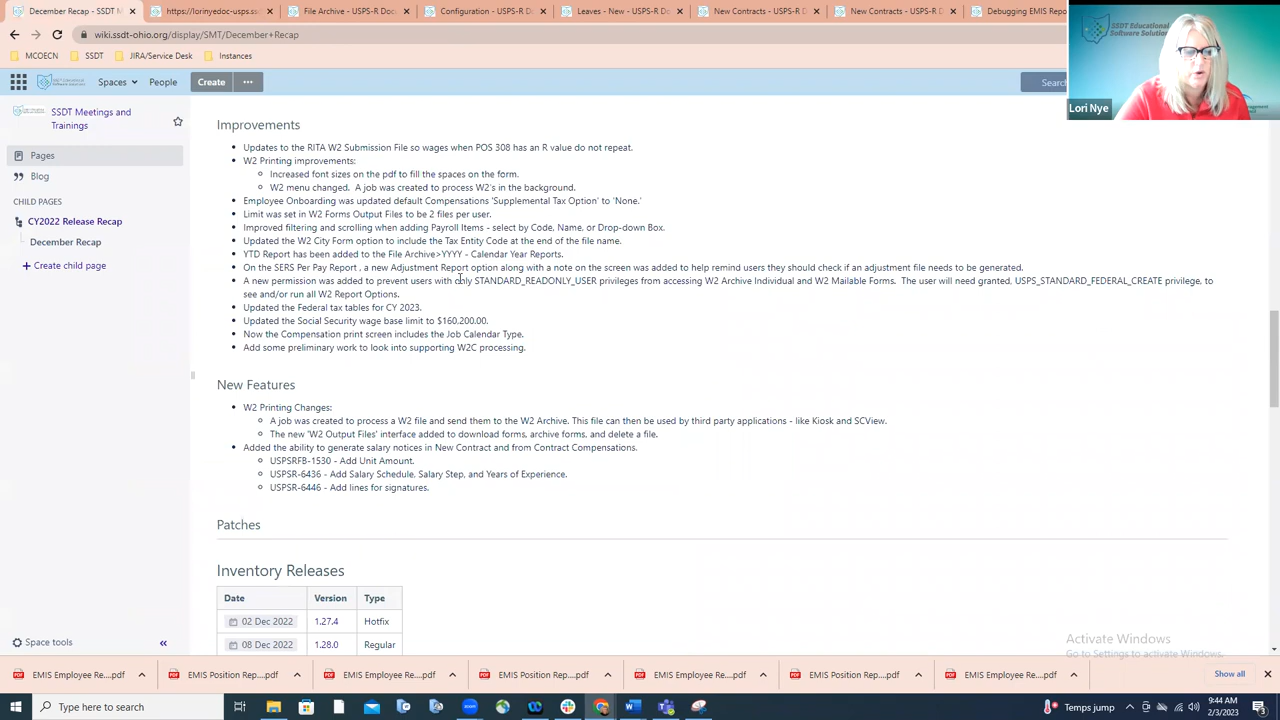 December Recap - SSDT Me
https://lorinyedoc-usps-r.
File Archive - USPS-R Doc
Configuration - USPS-R D
Leaves - New - USPS-R D
New Contracts - USPS-R D
New Contracts - USPS-R D
Debugging EMIS Repo
wiki.ssdt-ohio.org/display/SMT/December+Recap
MCOECN
SSDT
JIRA/Service Desk
Instances
Spaces
People
Create
Search
SSDT Educational
Software Solutions
Lori Nye
SSDT Meetings and
Trainings
Pages
Blog
CHILD PAGES
CY2022 Release Recap
December Recap
Create child page
Improvements
Updates to the RITA W2 Submission File so wages when POS 308 has an R value do not repeat.
W2 Printing improvements:
Increased font sizes on the pdf to fill the spaces on the form.
W2 menu changed. A job was created to process W2's in the background.
Employee Onboarding was updated default Compensations 'Supplemental Tax Option' to 'None.'
Limit was set in W2 Forms Output Files to be 2 files per user.
Improved filtering and scrolling when adding Payroll Items - select by Code, Name, or Drop-down Box.
Updated the W2 City Form option to include the Tax Entity Code at the end of the file name.
YTD Report has been added to the File Archive>YYYY - Calendar Year Reports.
On the SERS Per Pay Report , a new Adjustment Report option along with a note on the screen was added to help remind users they should check if an adjustment file needs to be generated.
A new permission was added to prevent users with only STANDARD_READONLY_USER privileges from accessing W2 Archive Individual and W2 Mailable Forms. The user will need granted, USPS_STANDARD_FEDERAL_CREATE privilege, to
see and/or run all W2 Report Options.
Updated the Federal tax tables for CY 2023.
Updated the Social Security wage base limit to $160,200.00.
Now the Compensation print screen includes the Job Calendar Type.
Add some preliminary work to look into supporting W2C processing.
New Features
W2 Printing Changes:
A job was created to process a W2 file and send them to the W2 Archive. This file can then be used by third party applications - like Kiosk and SCView.
The new 'W2 Output Files' interface added to download forms, archive forms, and delete a file.
Added the ability to generate salary notices in New Contract and from Contract Compensations.
USPSRFB-1530 - Add Unit Amount.
USPSR-6436 - Add Salary Schedule, Salary Step, and Years of Experience.
USPSR-6446 - Add lines for signatures.
Patches
Inventory Releases
Date Version Type
02 Dec 2022 1.27.4 Hotfix
08 Dec 2022 1.28.0 Regular
Space tools
Activate Windows
Go to Settings to activate Windows.
EMIS Employee Re....pdf
EMIS Position Rep....pdf
EMIS Employee Re....pdf
EMIS Position Rep....pdf
EMIS Employee Re....pdf
EMIS Position Rep....pdf
EMIS Employee Re....pdf
Show all
Type here to search
Temps jump
9:44 AM
2/3/2023